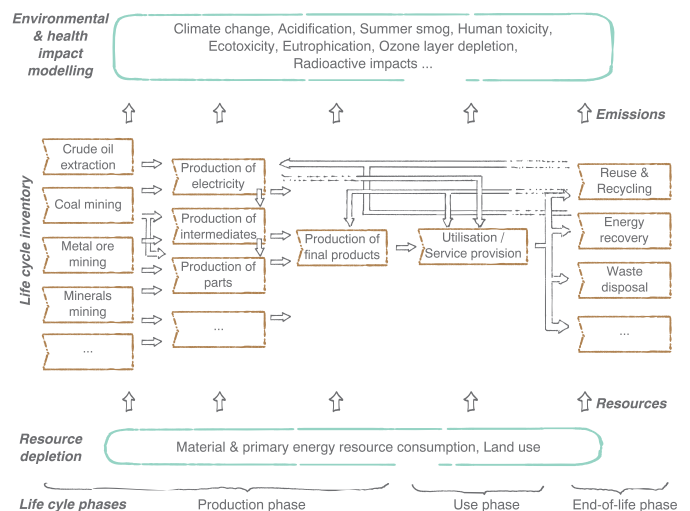 Environmental
& health
impact
modelling
Climate change, Acidification, Summer smog, Human toxicity,
Ecotoxicity, Eutrophication, Ozone layer depletion,
Radioactive impacts ...
Emissions
Life cycle inventory
Crude oil
extraction
Coal mining
Metal ore
mining
Minerals
mining
...
Production of
electricity
Production of
intermediates
Production of
parts
...
Production of
final products
Utilisation /
Service provision
Reuse &
Recycling
Energy
recovery
Waste
disposal
...
Resources
Resource
depletion
Material & primary energy resource consumption, Land use
Life cyle phases
Production phase
Use phase
End-of-life phase